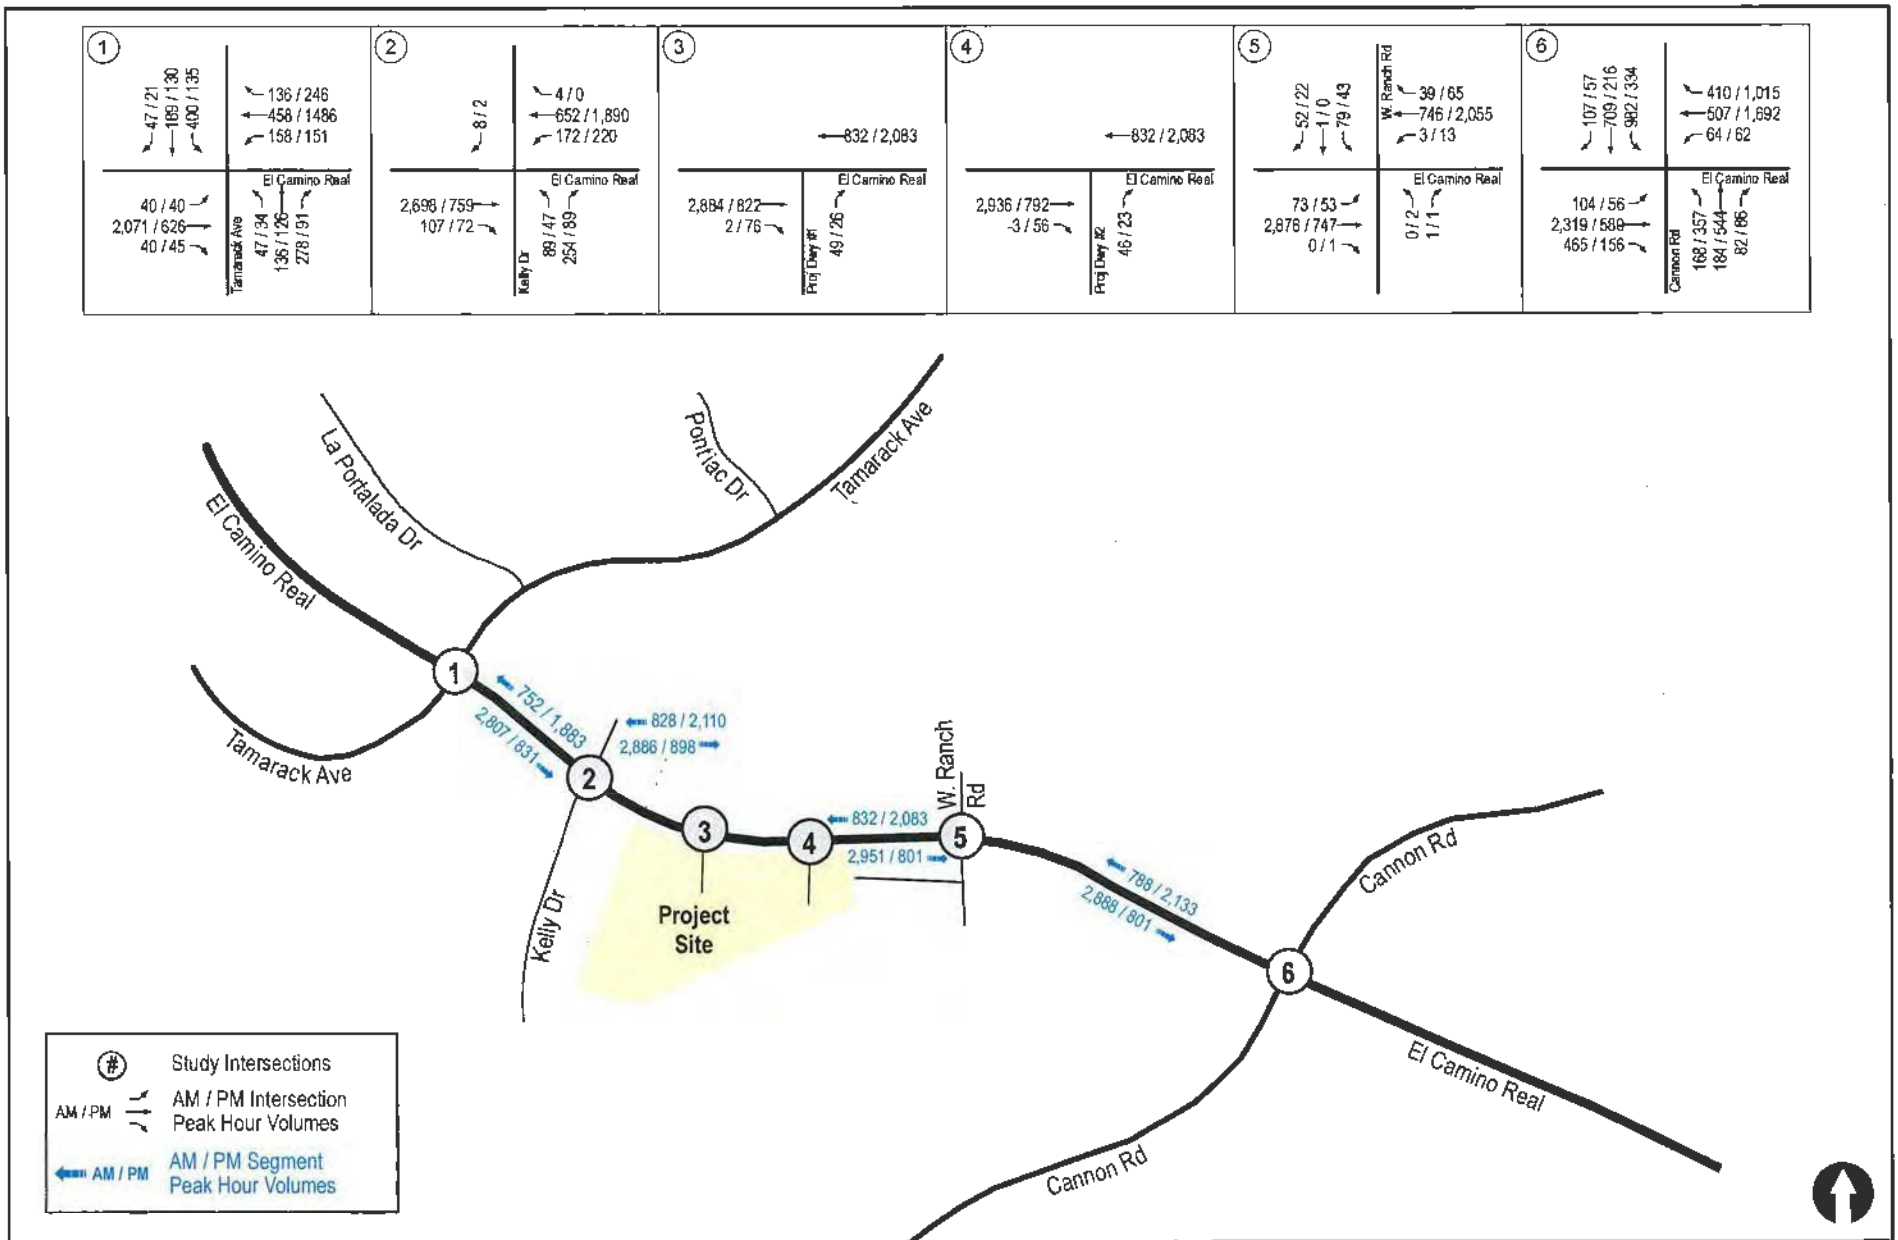 1
47 / 21
189 / 130
400 / 135
136 / 246
458 / 1486
158 / 151
El Camino Real
40 / 40
2,071 / 626
40 / 45
Tamarack Ave
47 / 34
136 / 126
278 / 91
2
8 / 2
4 / 0
652 / 1,890
172 / 220
El Camino Real
2,698 / 759
107 / 72
Kelly Dr
89 / 47
254 / 89
3
832 / 2,083
El Camino Real
2,884 / 822
2 / 76
Proj Dwy #1
49 / 26
4
832 / 2,083
El Camino Real
2,936 / 792
-3 / 56
Proj Dwy #2
46 / 23
5
52 / 22
1 / 0
79 / 43
W. Ranch Rd
39 / 65
746 / 2,055
3 / 13
El Camino Real
73 / 53
2,878 / 747
0 / 1
0 / 2
1 / 1
6
107 / 57
709 / 216
982 / 334
410 / 1,015
507 / 1,692
64 / 62
El Camino Real
104 / 56
2,319 / 589
465 / 156
Cannon Rd
168 / 357
184 / 544
82 / 86
La Portalada Dr
Pontiac Dr
Tamarack Ave
El Camino Real
1
752 / 1,883
2,807 / 831
Tamarack Ave
828 / 2,110
2,886 / 898
2
Kelly Dr
3
4
832 / 2,083
2,951 / 801
W. Ranch
Rd
5
Project
Site
788 / 2,133
2,888 / 801
Cannon Rd
6
El Camino Real
Cannon Rd
# Study Intersections
AM / PM AM / PM Intersection
Peak Hour Volumes
AM / PM AM / PM Segment
Peak Hour Volumes